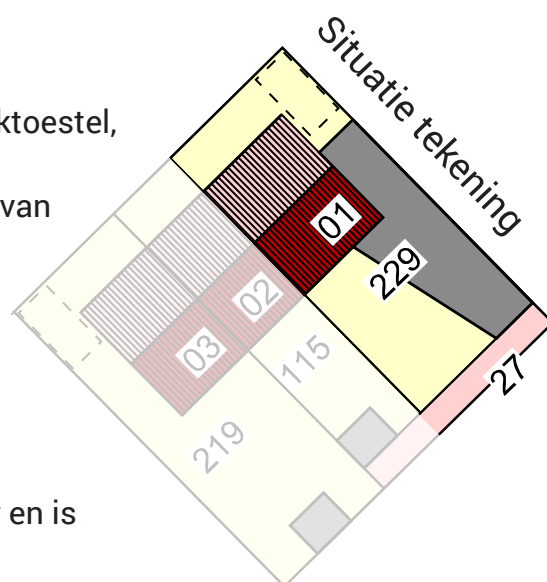 Situatie tekening
ktoestel,
van
01
229
02
27
03
115
219
en is